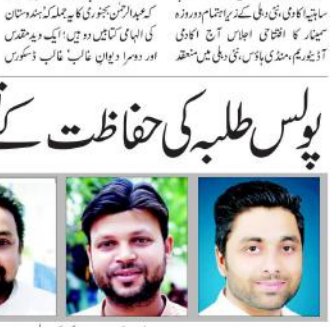 ساہتیہ اکادمی، نئی دہلی کے زیر اہتمام دوروزہ
سمینار کا افتتاحی اجلاس آج اکادمی
آڈیٹوریم، منڈی ہاؤس، نئی دہلی میں منعقد
کہ عبدالرحمٰن بجنوری کا یہ جملہ کہ ’ہندوستان
کی الہامی کتابیں دو ہیں: ایک وید مقدس
اور دوسرا دیوان غالب‘ غالب ڈسکورس
پولس طلبہ کی حفاظت کے